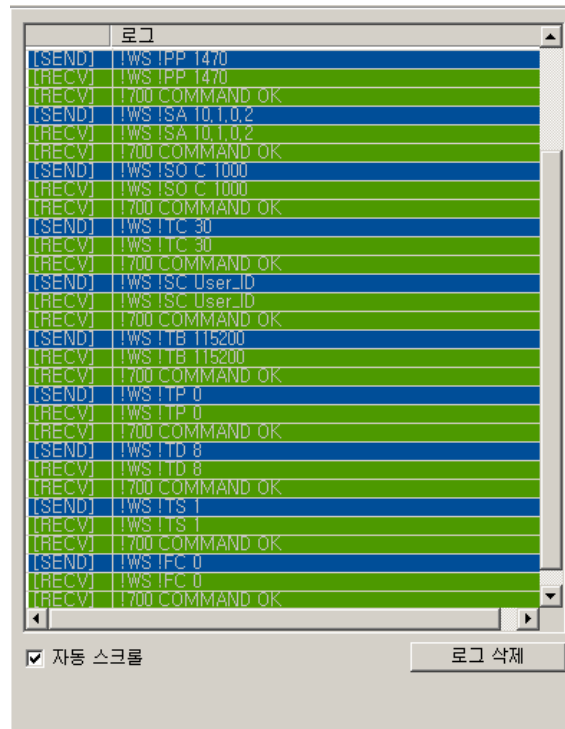 로그
[SEND] !WS !PP 1470
[RECV] !WS !PP 1470
[RECV] !700 COMMAND OK
[SEND] !WS !SA 10,1,0,2
[RECV] !WS !SA 10,1,0,2
[RECV] !700 COMMAND OK
[SEND] !WS !SO C 1000
[RECV] !WS !SO C 1000
[RECV] !700 COMMAND OK
[SEND] !WS !TC 30
[RECV] !WS !TC 30
[RECV] !700 COMMAND OK
[SEND] !WS !SC User_ID
[RECV] !WS !SC User_ID
[RECV] !700 COMMAND OK
[SEND] !WS !TB 115200
[RECV] !WS !TB 115200
[RECV] !700 COMMAND OK
[SEND] !WS !TP 0
[RECV] !WS !TP 0
[RECV] !700 COMMAND OK
[SEND] !WS !TD 8
[RECV] !WS !TD 8
[RECV] !700 COMMAND OK
[SEND] !WS !TS 1
[RECV] !WS !TS 1
[RECV] !700 COMMAND OK
[SEND] !WS !FC 0
[RECV] !WS !FC 0
[RECV] !700 COMMAND OK
자동 스크롤 로그 삭제